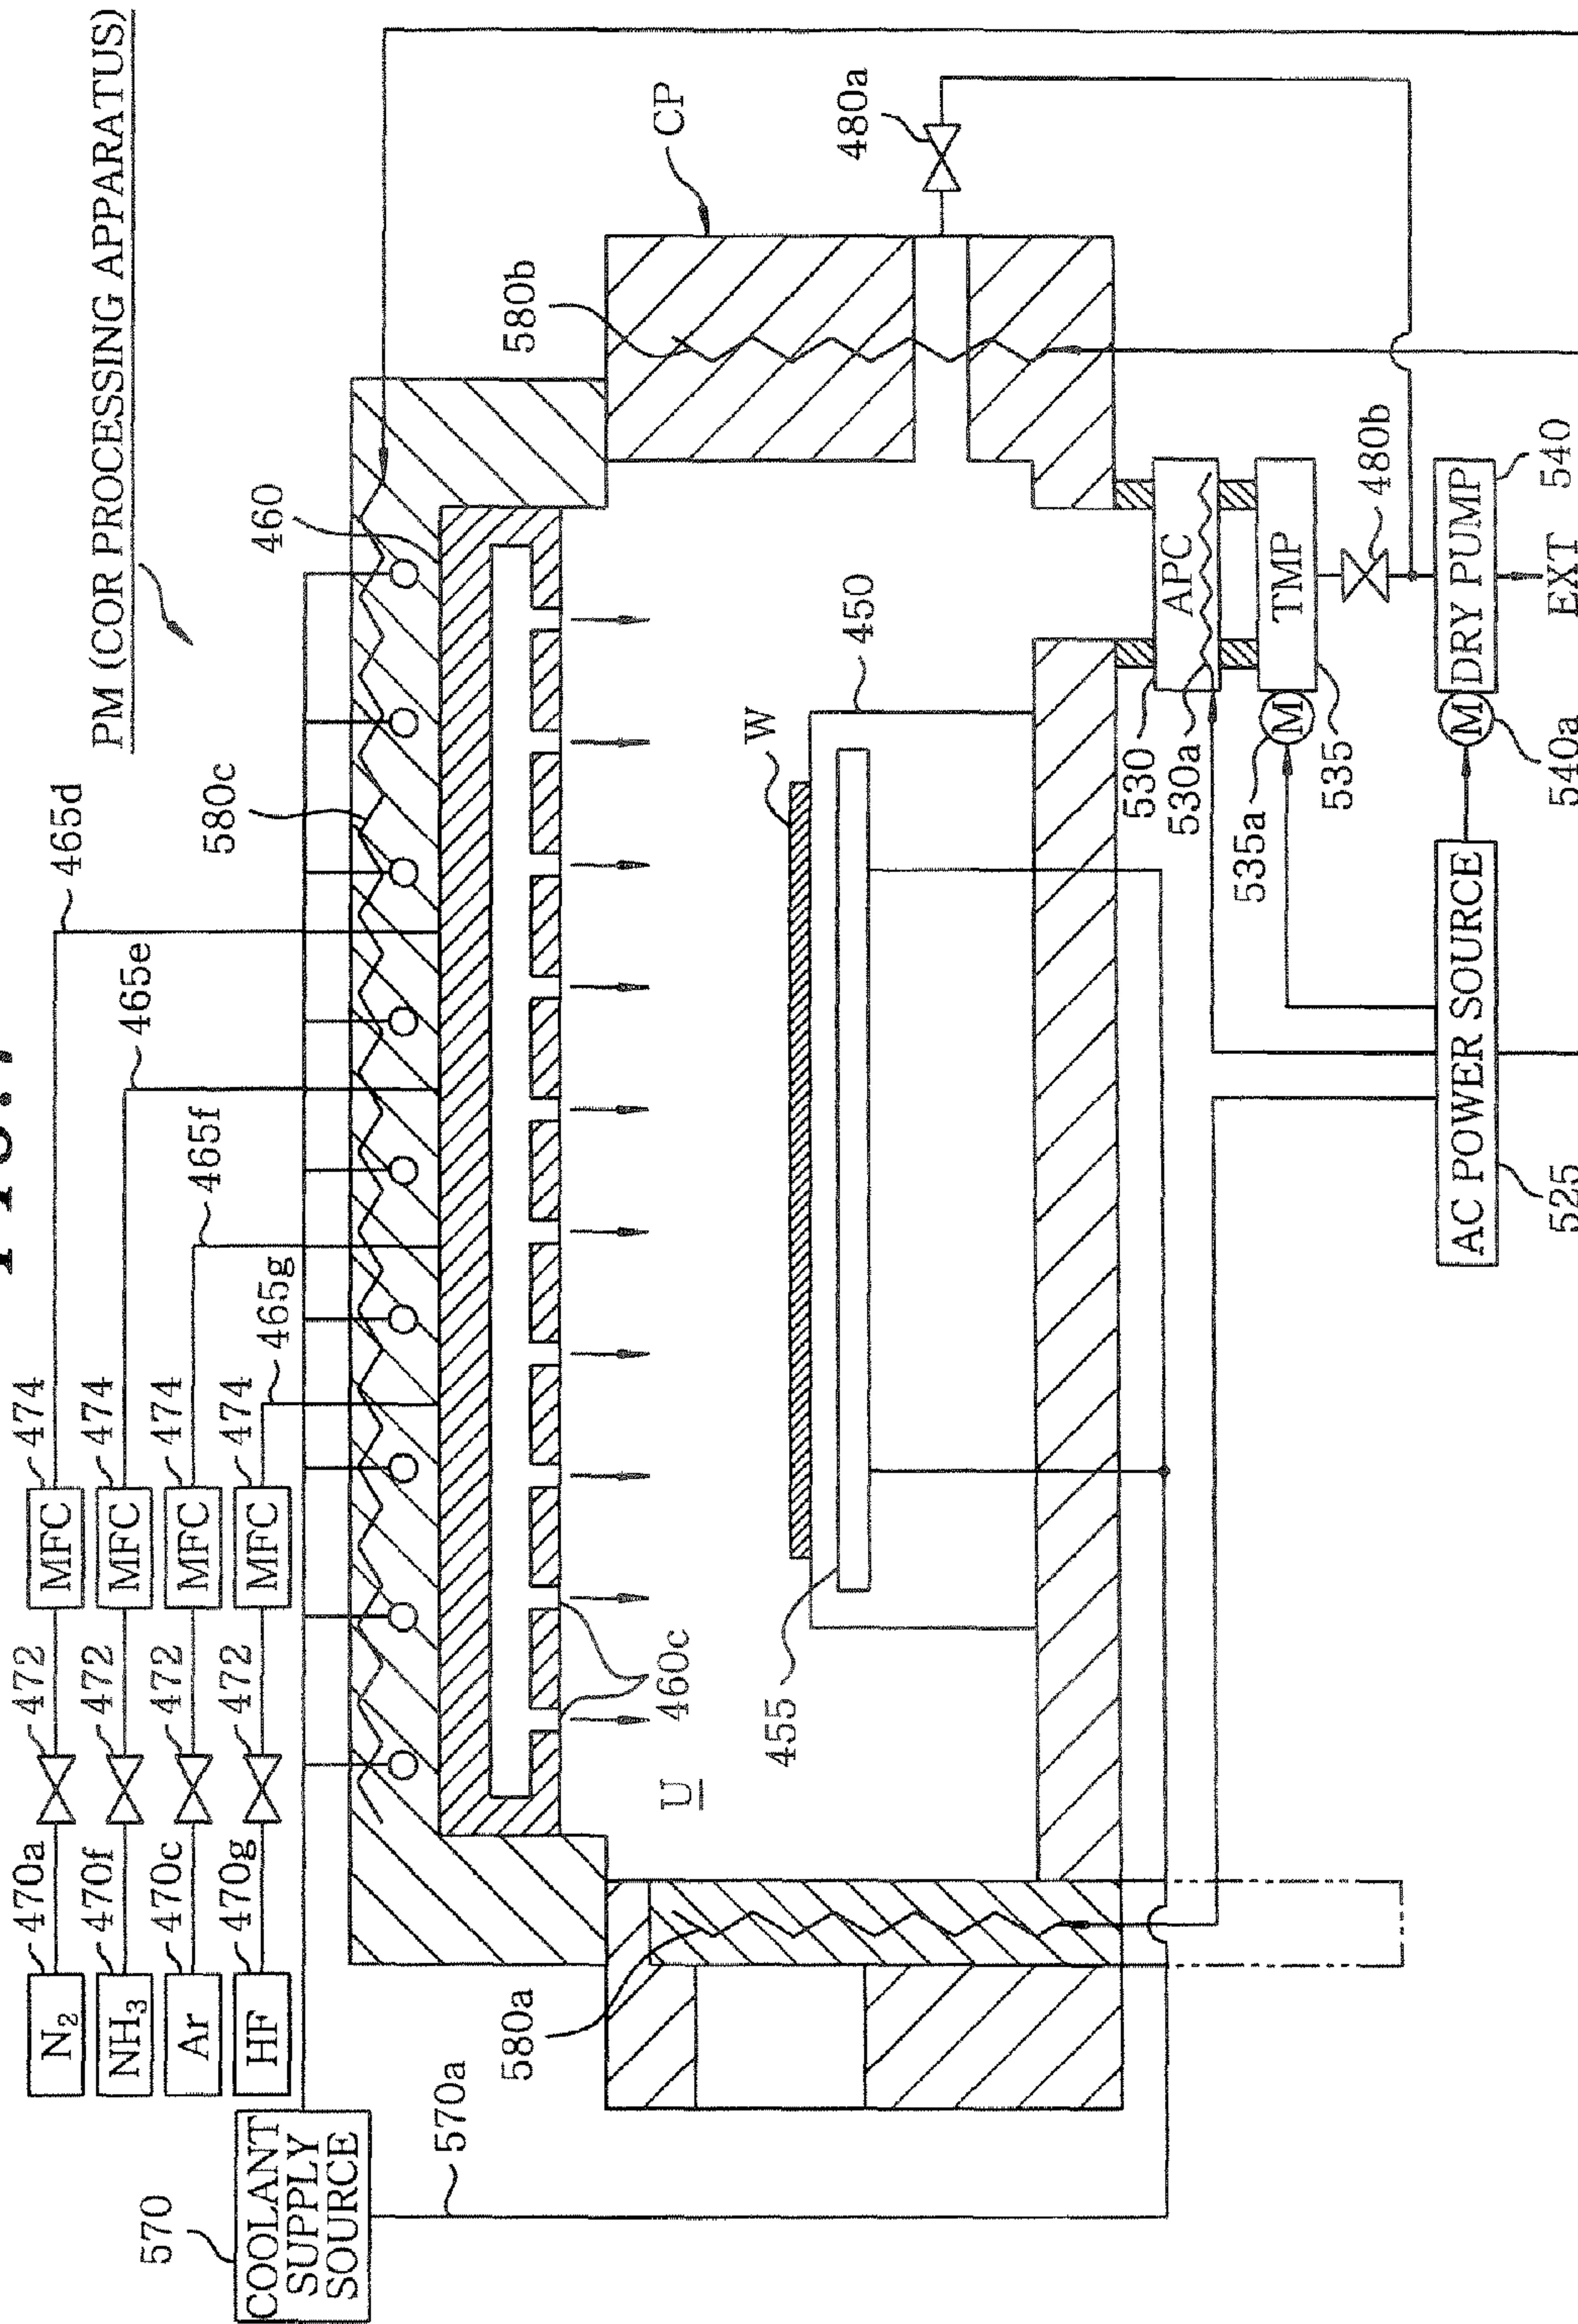 FIG. 7
PM (COR PROCESSING APPARATUS)
N₂
470a
472
MFC
474
465d
NH₃
470f
472
MFC
474
465e
Ar
470c
472
MFC
474
465f
HF
470g
472
MFC
474
465g
570
COOLANT
SUPPLY
SOURCE
570a
580c
460
580b
CP
480a
460c
U
W
450
455
580a
530
APC
530a
535a
M
TMP
535
480b
AC POWER SOURCE
525
M
DRY PUMP
540
540a
EXT